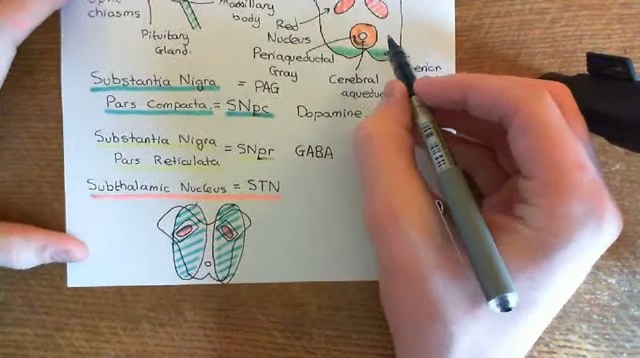 chiasms
body
Pituitary
Gland.
Red
Nucleus
Periaqueductal
Gray
= PAG
Cerebral
Substantia Nigra
Pars Compacta = SNpc
Dopamine.
Substantia Nigra
Pars Reticulata
= SNpr
GABA
Subthalamic Nucleus = STN